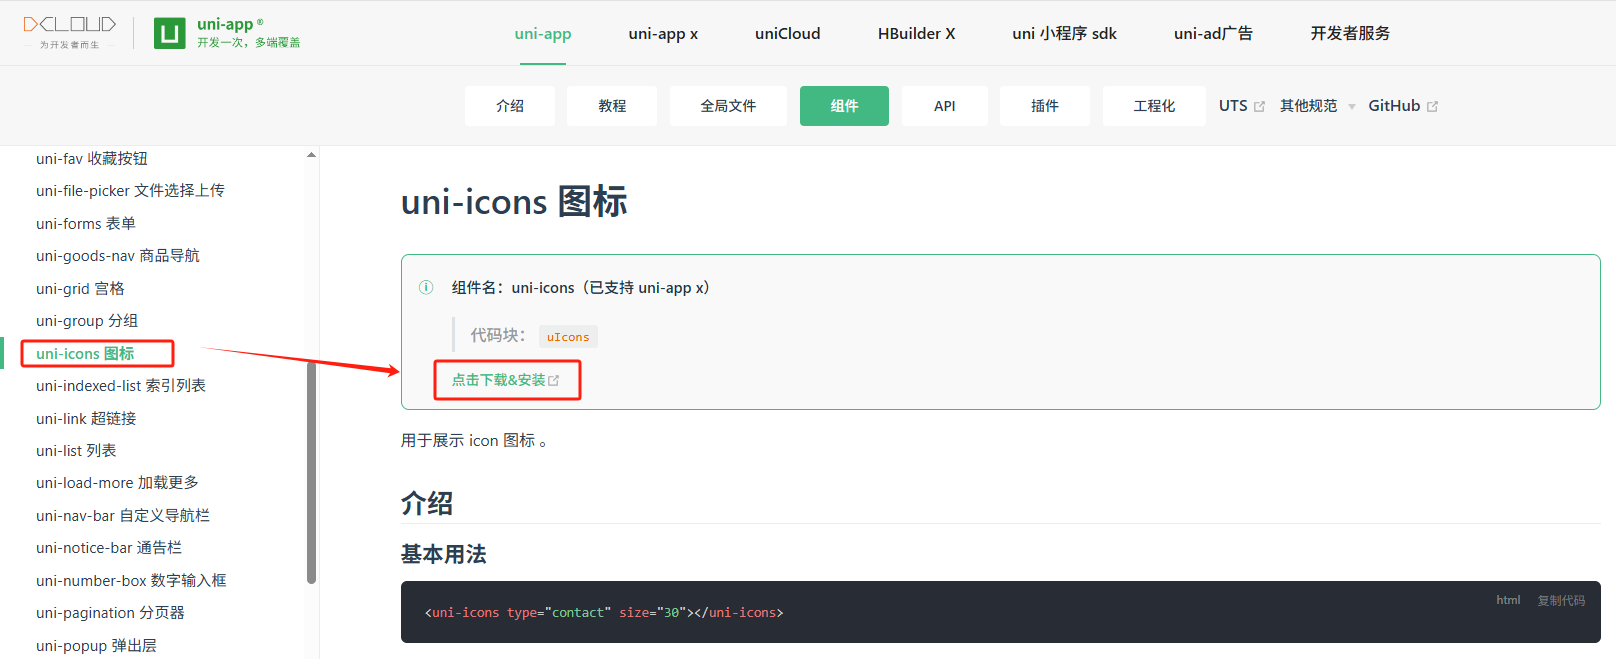 DCLOUD
为开发者而生
uni-app ®
开发一次，多端覆盖
uni-app
uni-app x
uniCloud
HBuilder X
uni 小程序 sdk
uni-ad广告
开发者服务
介绍
教程
全局文件
组件
API
插件
工程化
UTS
其他规范
GitHub
uni-fav 收藏按钮
uni-file-picker 文件选择上传
uni-forms 表单
uni-goods-nav 商品导航
uni-grid 宫格
uni-group 分组
uni-icons 图标
uni-indexed-list 索引列表
uni-link 超链接
uni-list 列表
uni-load-more 加载更多
uni-nav-bar 自定义导航栏
uni-notice-bar 通告栏
uni-number-box 数字输入框
uni-pagination 分页器
uni-popup 弹出层
uni-icons 图标
组件名：uni-icons（已支持 uni-app x）
代码块： uIcons
点击下载&安装
用于展示 icon 图标 。
介绍
基本用法
html 复制代码
<uni-icons type="contact" size="30"></uni-icons>